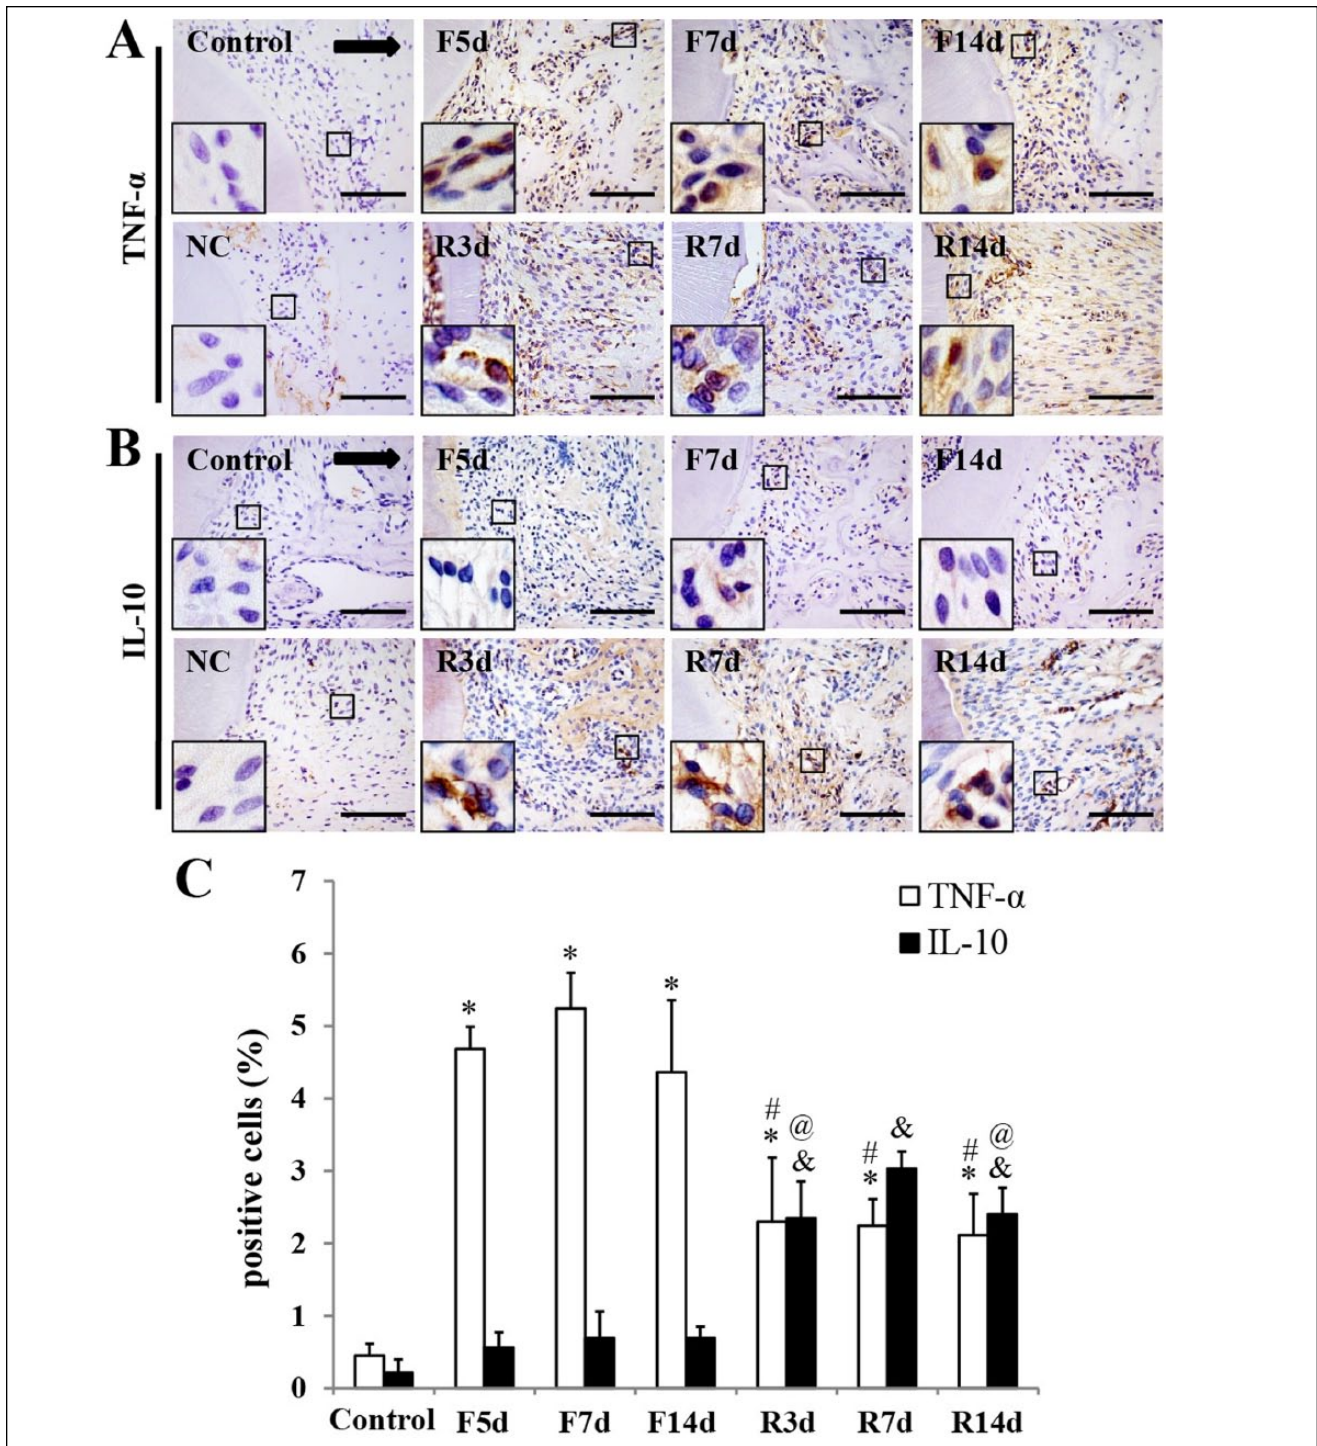 A
TNF-α
Control F5d F7d F14d
NC R3d R7d R14d
B
IL-10
Control F5d F7d F14d
NC R3d R7d R14d
C
positive cells (%)
7
6
5
4
3
2
1
0
TNF-α
IL-10
*
*
*
#
*
@
&
#
*
&
#
*
@
&
Control F5d F7d F14d R3d R7d R14d